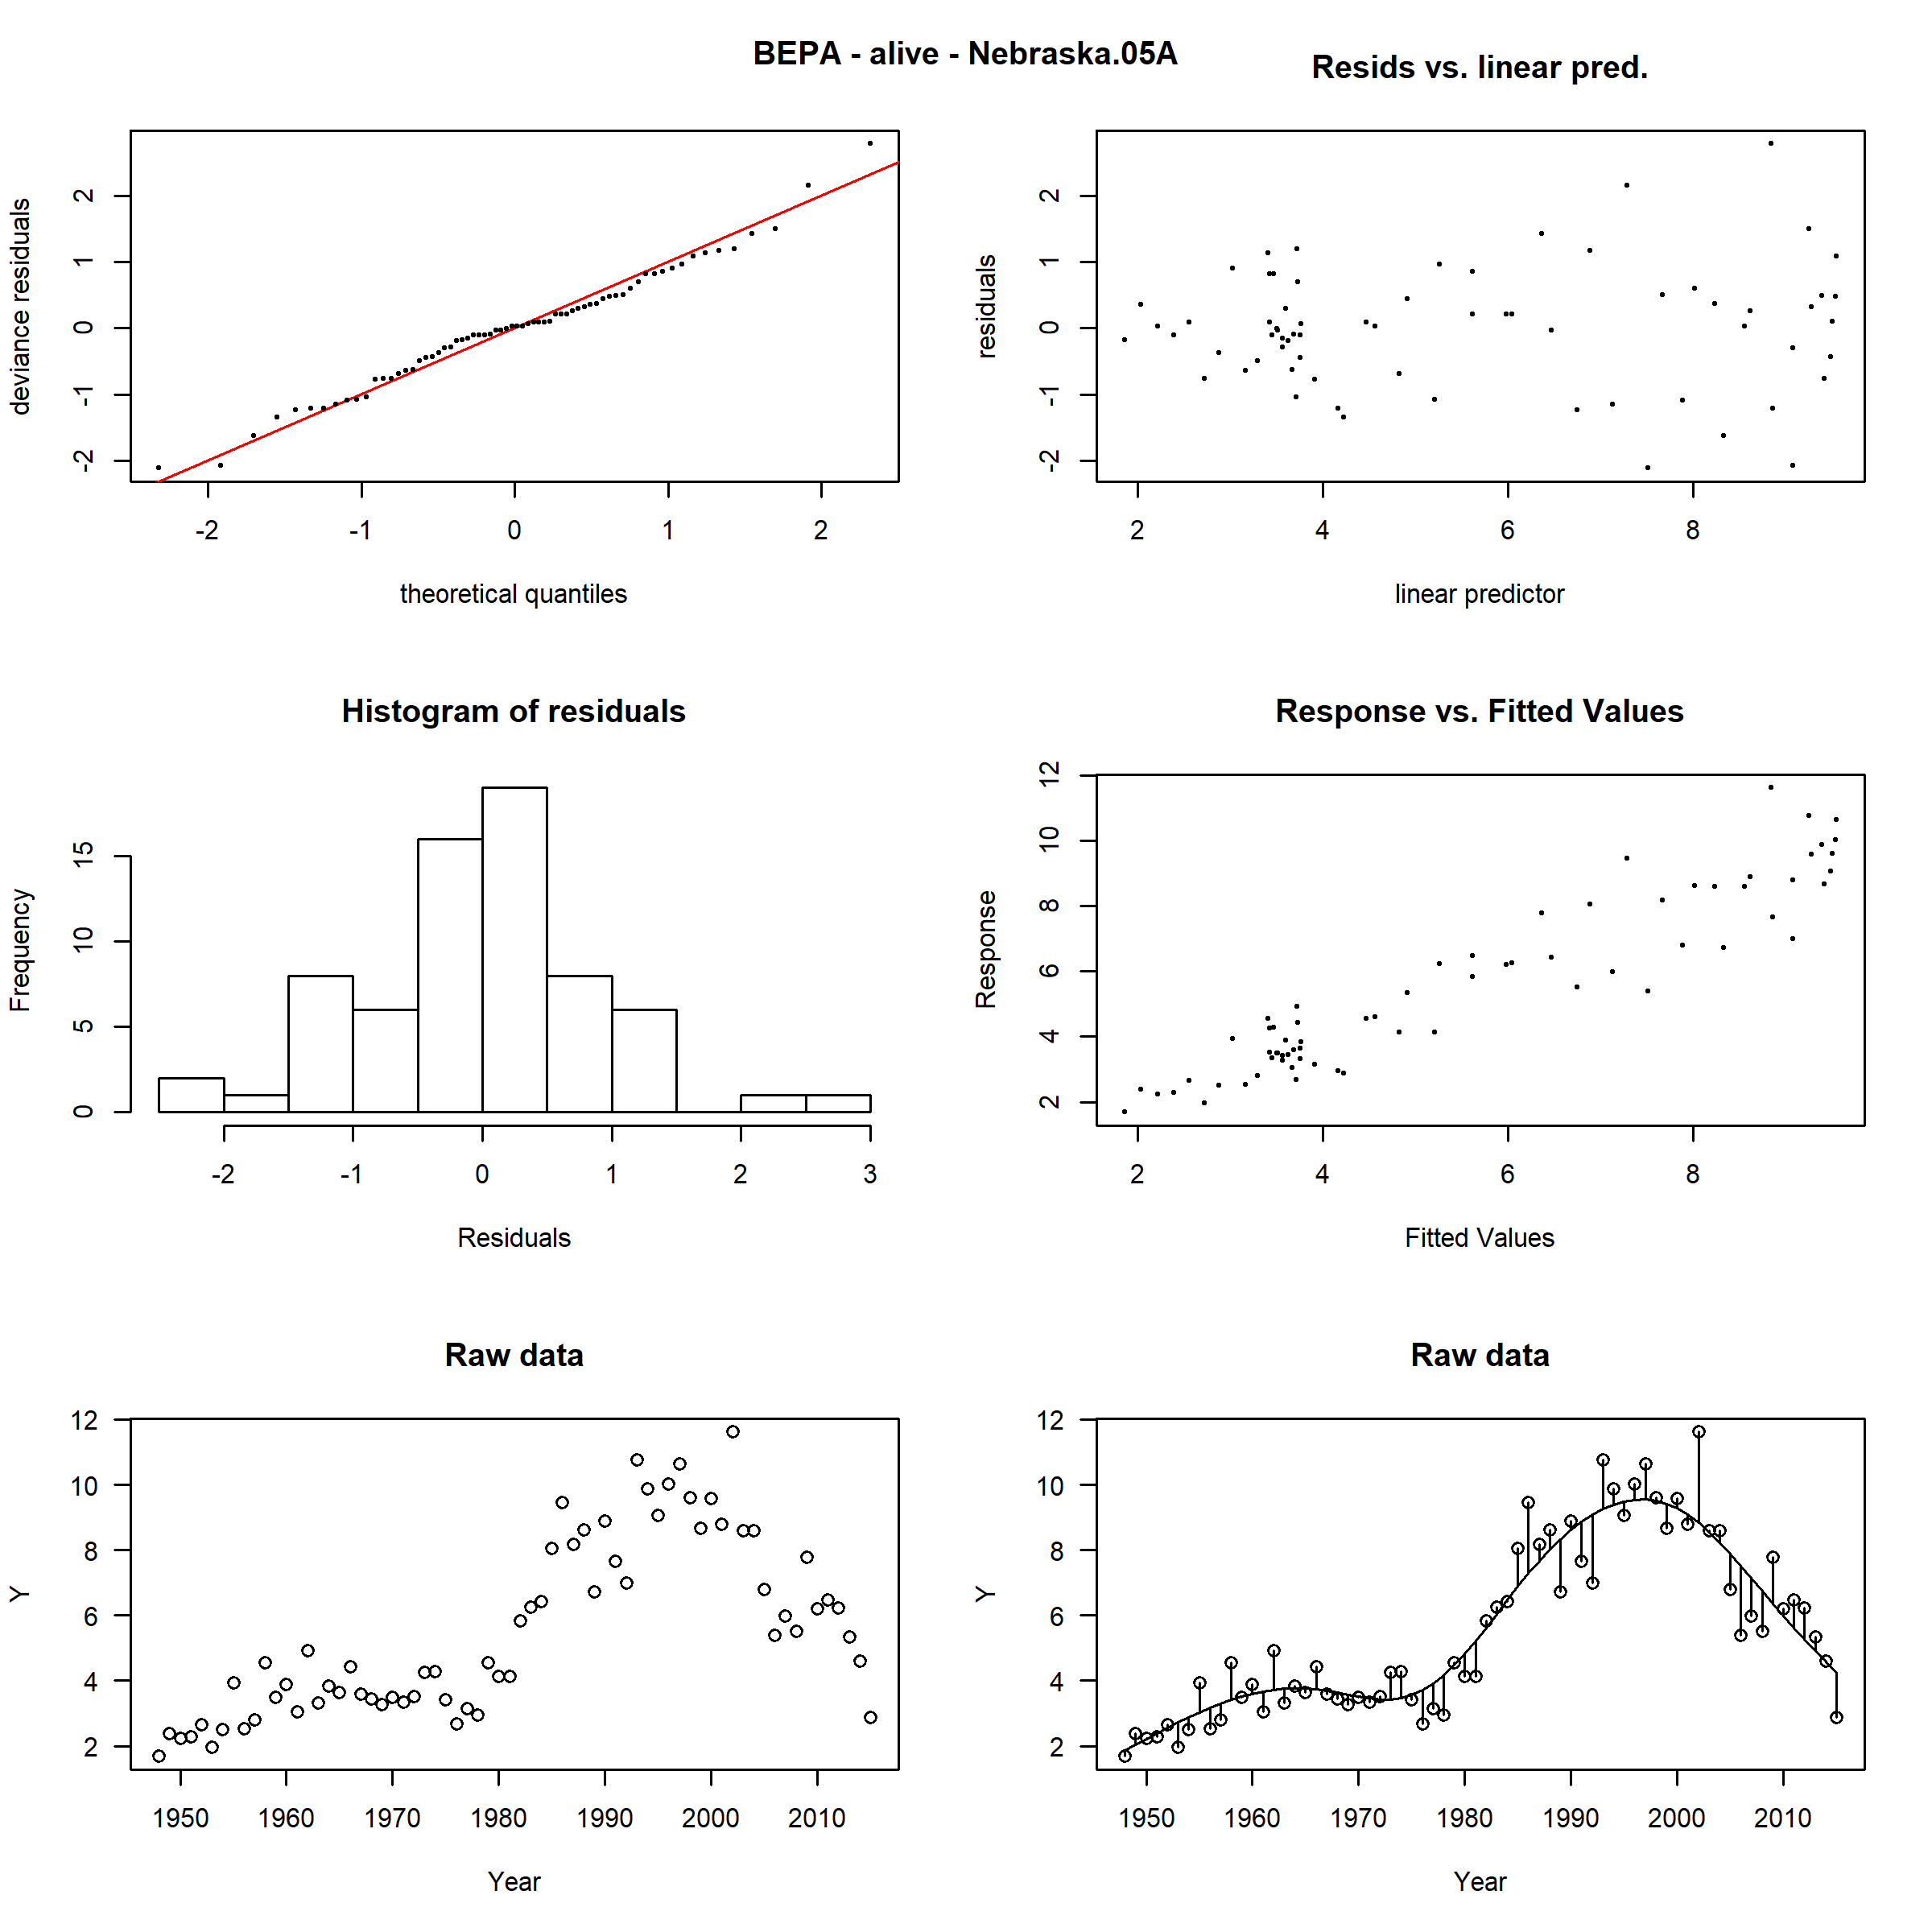 BEPA - alive - Nebraska.05A
Resids vs. linear pred.
deviance residuals
2
1
0
-1
-2
-2 -1 0 1 2
theoretical quantiles
residuals
2
1
0
-1
-2
2 4 6 8
linear predictor
Histogram of residuals
Frequency
15
10
5
0
-2 -1 0 1 2 3
Residuals
Response vs. Fitted Values
Response
12
10
8
6
4
2
2 4 6 8
Fitted Values
Raw data
Y
12
10
8
6
4
2
1950 1960 1970 1980 1990 2000 2010
Year
Raw data
Y
12
10
8
6
4
2
1950 1960 1970 1980 1990 2000 2010
Year